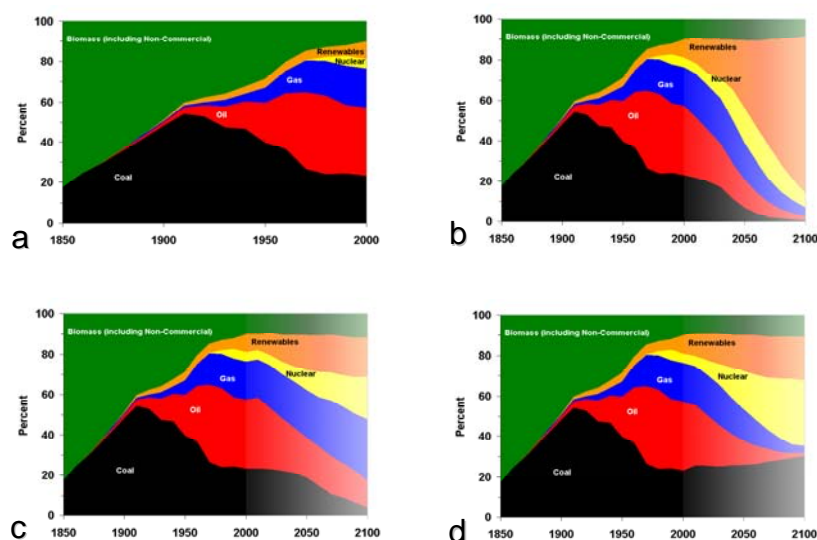 100
80
60
40
20
0
Percent
Biomass (including Non-Commercial)
Renewables
Nuclear
Gas
Oil
Coal
1850
1900
1950
2000
a
100
80
60
40
20
0
Percent
Biomass (including Non-Commercial)
Renewables
Nuclear
Gas
Oil
Coal
1850
1900
1950
2000
2050
2100
b
100
80
60
40
20
0
Percent
Biomass (including Non-Commercial)
Renewables
Nuclear
Gas
Oil
Coal
1850
1900
1950
2000
2050
2100
c
100
80
60
40
20
0
Percent
Biomass (including Non-Commercial)
Renewables
Nuclear
Gas
Oil
Coal
1850
1900
1950
2000
2050
2100
d